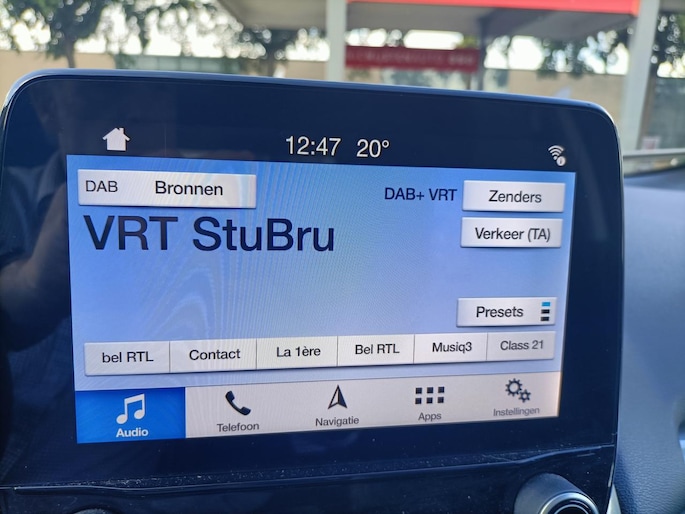 12:47 20°
DAB Bronnen
DAB+ VRT
Zenders
VRT StuBru
Verkeer (TA)
Presets
bel RTL Contact La 1ère Bel RTL Musiq3 Class 21
Audio Telefoon Navigatie Apps Instellingen